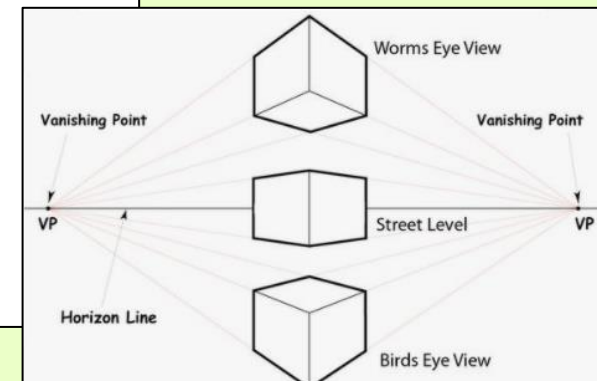 Worms Eye View
Vanishing Point
Vanishing Point
VP
VP
Street Level
Horizon Line
Birds Eye View